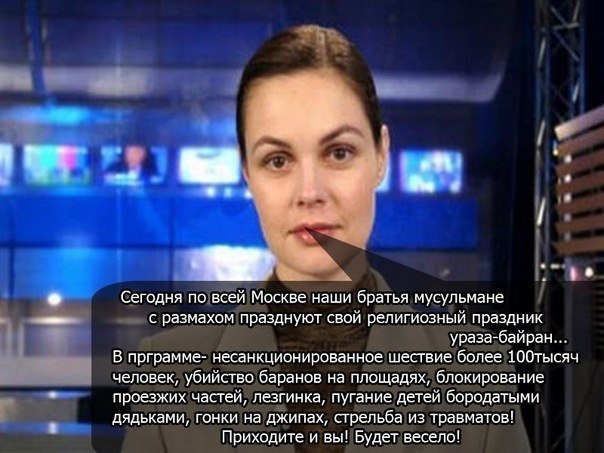 Сегодня по всей Москве наши братья мусульмане
с размахом празднуют свой религиозный праздник
ураза-байран...
В прграмме- несанкционированное шествие более 100тысяч
человек, убийство баранов на площадях, блокирование
проезжих частей, лезгинка, пугание детей бородатыми
дядьками, гонки на джипах, стрельба из травматов!
Приходите и вы! Будет весело!